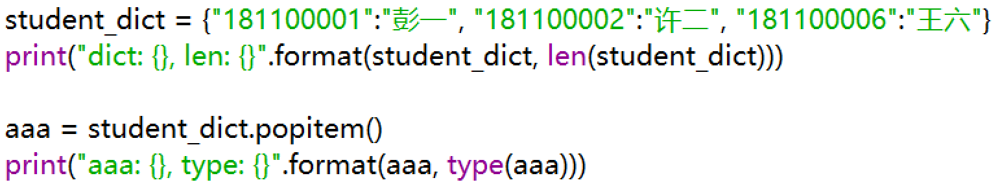 student_dict = {"181100001":"彭一", "181100002":"许二", "181100006":"王六"}
print("dict: {}, len: {}".format(student_dict, len(student_dict)))
aaa = student_dict.popitem()
print("aaa: {}, type: {}".format(aaa, type(aaa)))